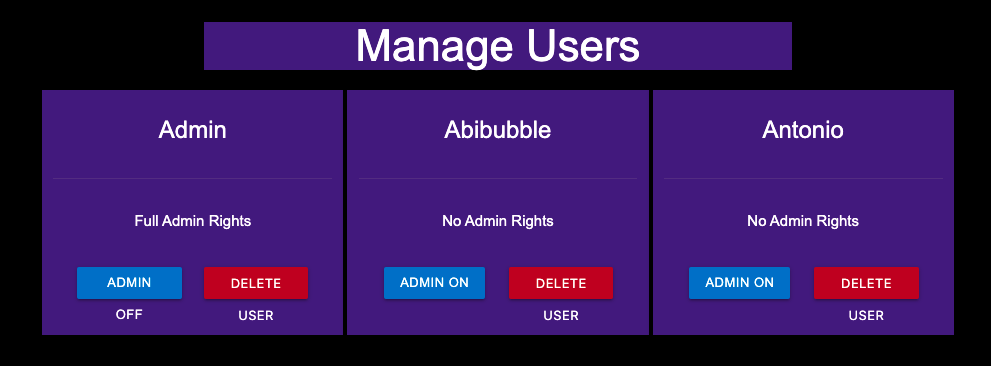 Manage Users
Admin
Full Admin Rights
ADMIN
OFF
DELETE
USER
Abibubble
No Admin Rights
ADMIN ON
DELETE
USER
Antonio
No Admin Rights
ADMIN ON
DELETE
USER